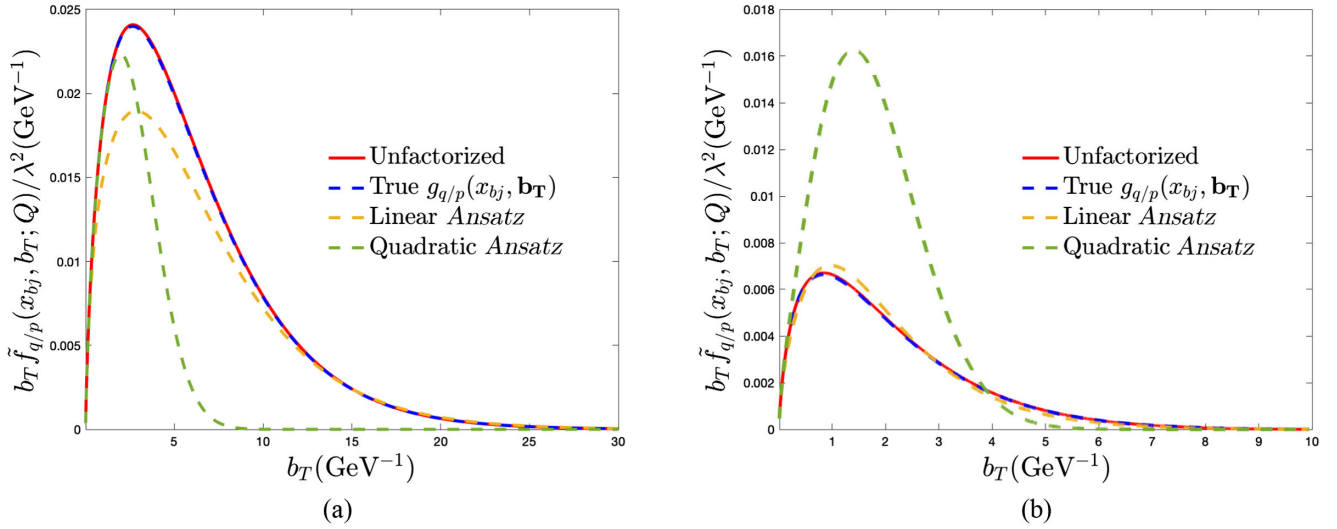 0.025
0.02
0.015
0.01
0.005
0
5
10
15
20
25
30
b_T f̃_{q/p}(x_{bj}, b_T; Q)/λ²(GeV⁻¹)
b_T(GeV⁻¹)
Unfactorized
True g_{q/p}(x_{bj}, b_T)
Linear Ansatz
Quadratic Ansatz
(a)
0.018
0.016
0.014
0.012
0.01
0.008
0.006
0.004
0.002
0
1
2
3
4
5
6
7
8
9
10
b_T f̃_{q/p}(x_{bj}, b_T; Q)/λ²(GeV⁻¹)
b_T(GeV⁻¹)
Unfactorized
True g_{q/p}(x_{bj}, b_T)
Linear Ansatz
Quadratic Ansatz
(b)